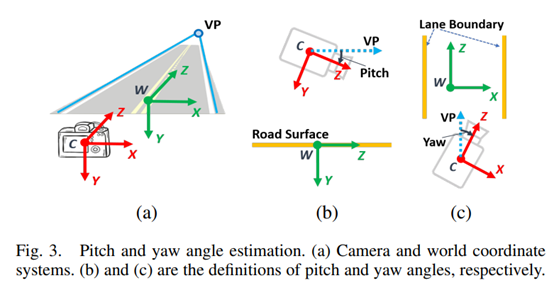 VP
W
Z
X
Y
C
Z
X
Y
(a)
C
VP
Z
Pitch
Y
Road Surface
W
Z
Y
(b)
Lane Boundary
Z
W
X
VP
Z
Yaw
C
X
(c)
Fig. 3. Pitch and yaw angle estimation. (a) Camera and world coordinate
systems. (b) and (c) are the definitions of pitch and yaw angles, respectively.